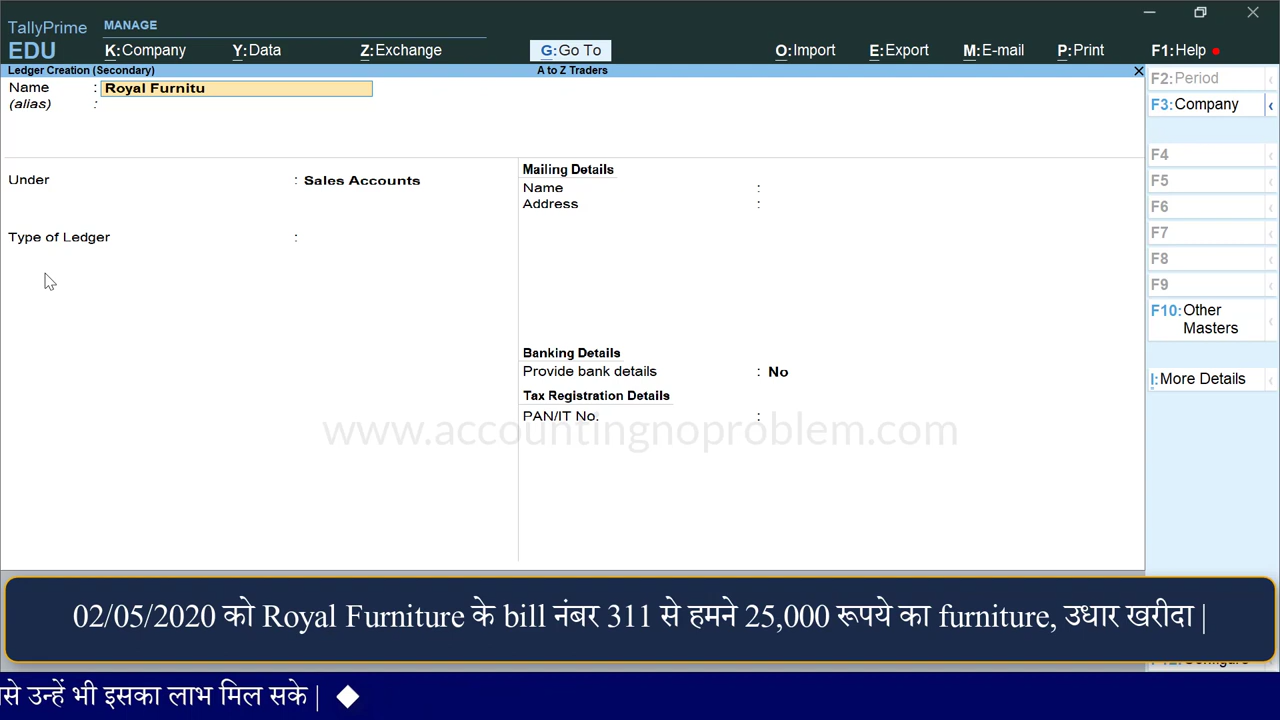 TallyPrime
EDU
MANAGE
K:Company Y:Data Z:Exchange G:Go To O:Import E:Export M:E-mail P:Print F1:Help
Ledger Creation (Secondary) A to Z Traders
Name : Royal Furnitu
(alias) :
Under : Sales Accounts
Type of Ledger :
Mailing Details
Name :
Address :
Banking Details
Provide bank details : No
Tax Registration Details
PAN/IT No. :
F2:Period
F3:Company
F4
F5
F6
F7
F8
F9
F10:Other
Masters
I:More Details
www.accountingnoproblem.com
02/05/2020 को Royal Furniture के bill नंबर 311 से हमने 25,000 रूपये का furniture, उधार खरीदा |
से उन्हें भी इसका लाभ मिल सके |